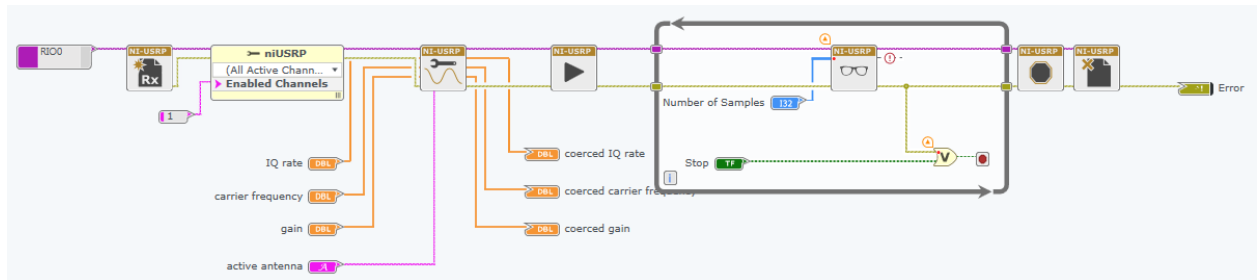 RIO0
NI-USRP
Rx
niUSRP
(All Active Chann...
Enabled Channels
1
NI-USRP
NI-USRP
NI-USRP
NI-USRP
NI-USRP
Number of Samples I32
Error
IQ rate DBL
DBL coerced IQ rate
Stop TF
V
i
carrier frequency DBL
DBL coerced carrier frequency
gain DBL
DBL coerced gain
active antenna